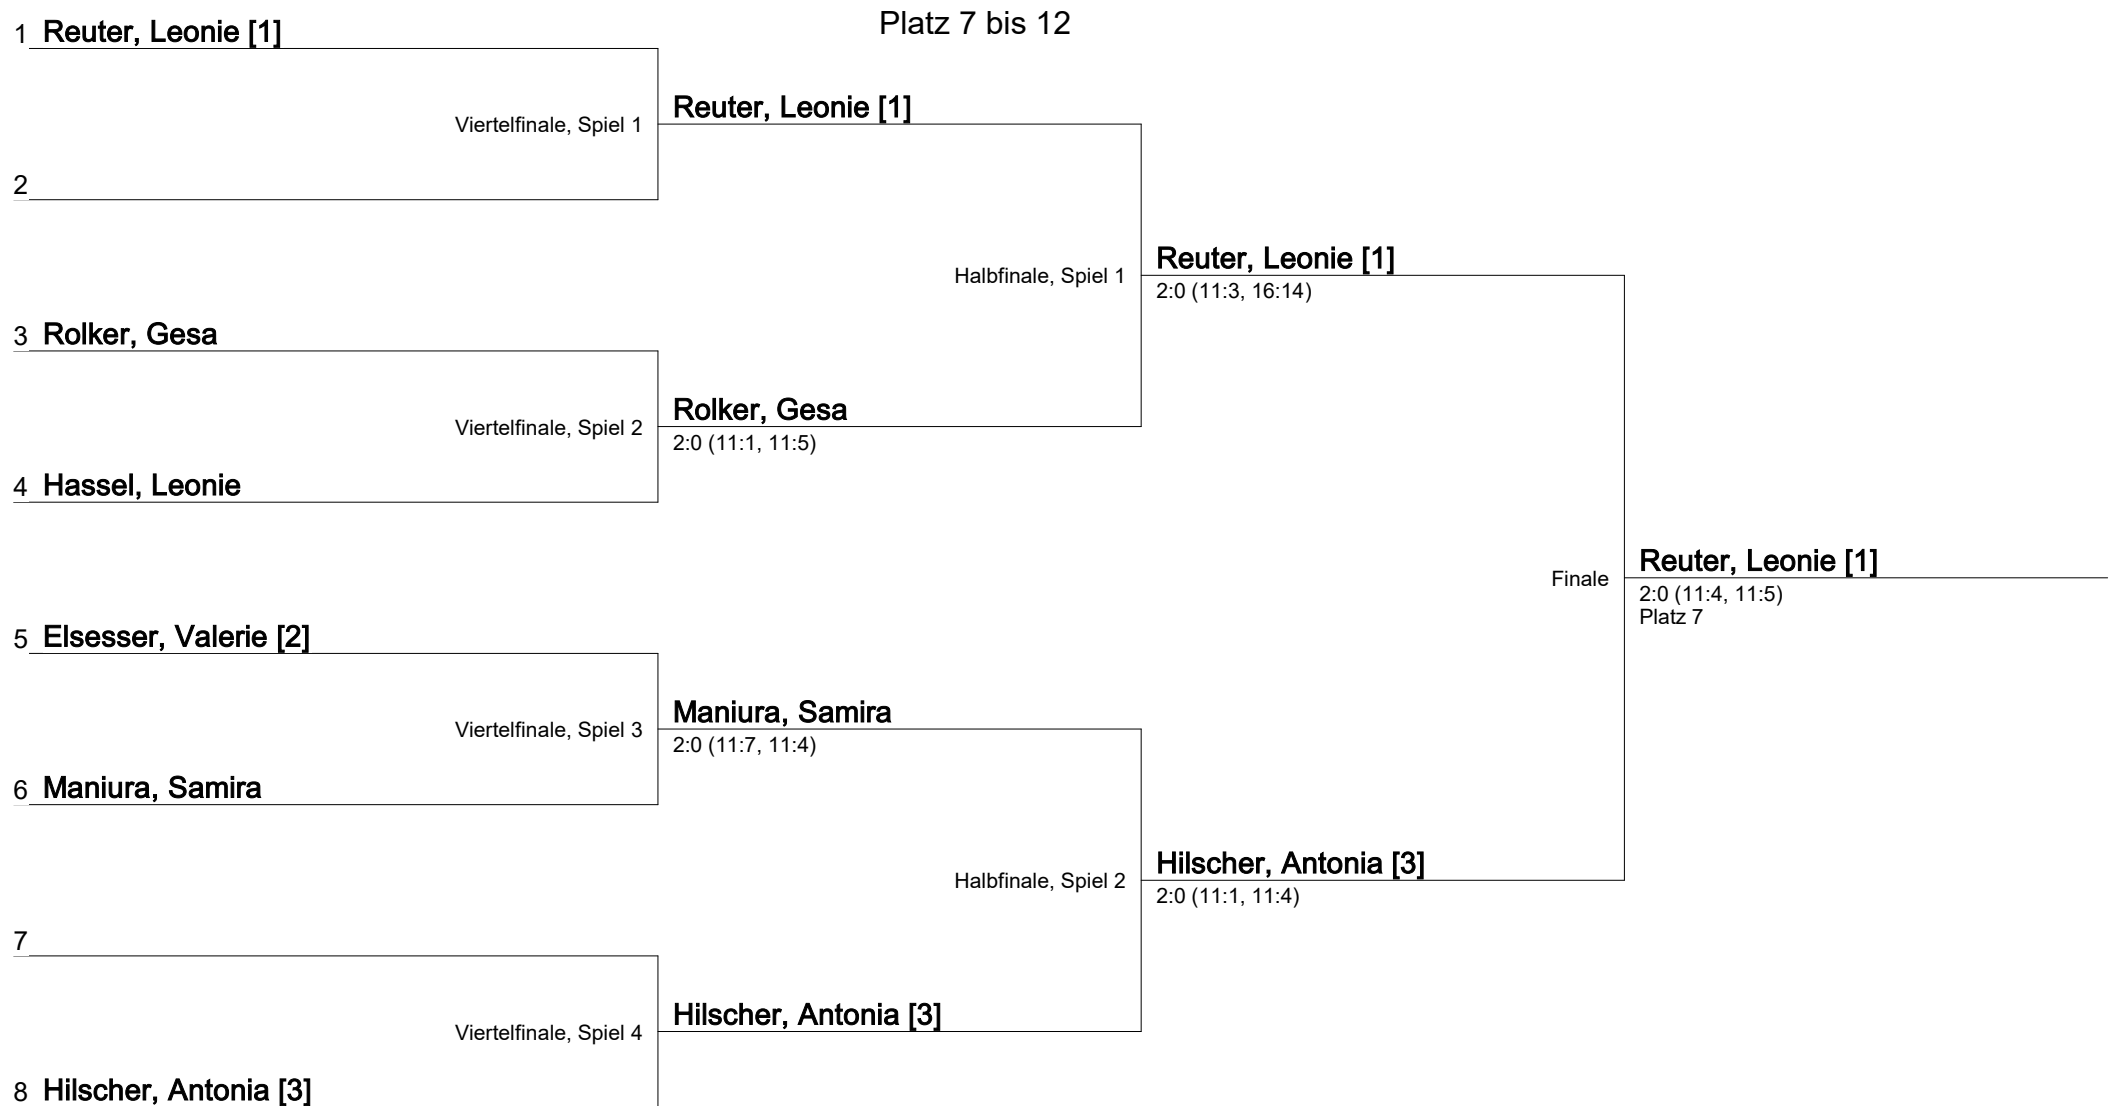 Platz 7 bis 12
1 Reuter, Leonie [1]
Viertelfinale, Spiel 1
Reuter, Leonie [1]
2
Halbfinale, Spiel 1
Reuter, Leonie [1]
2:0 (11:3, 16:14)
3 Rolker, Gesa
Viertelfinale, Spiel 2
Rolker, Gesa
2:0 (11:1, 11:5)
4 Hassel, Leonie
Finale
Reuter, Leonie [1]
2:0 (11:4, 11:5)
Platz 7
5 Elsesser, Valerie [2]
Viertelfinale, Spiel 3
Maniura, Samira
2:0 (11:7, 11:4)
6 Maniura, Samira
Halbfinale, Spiel 2
Hilscher, Antonia [3]
2:0 (11:1, 11:4)
7
Viertelfinale, Spiel 4
Hilscher, Antonia [3]
8 Hilscher, Antonia [3]